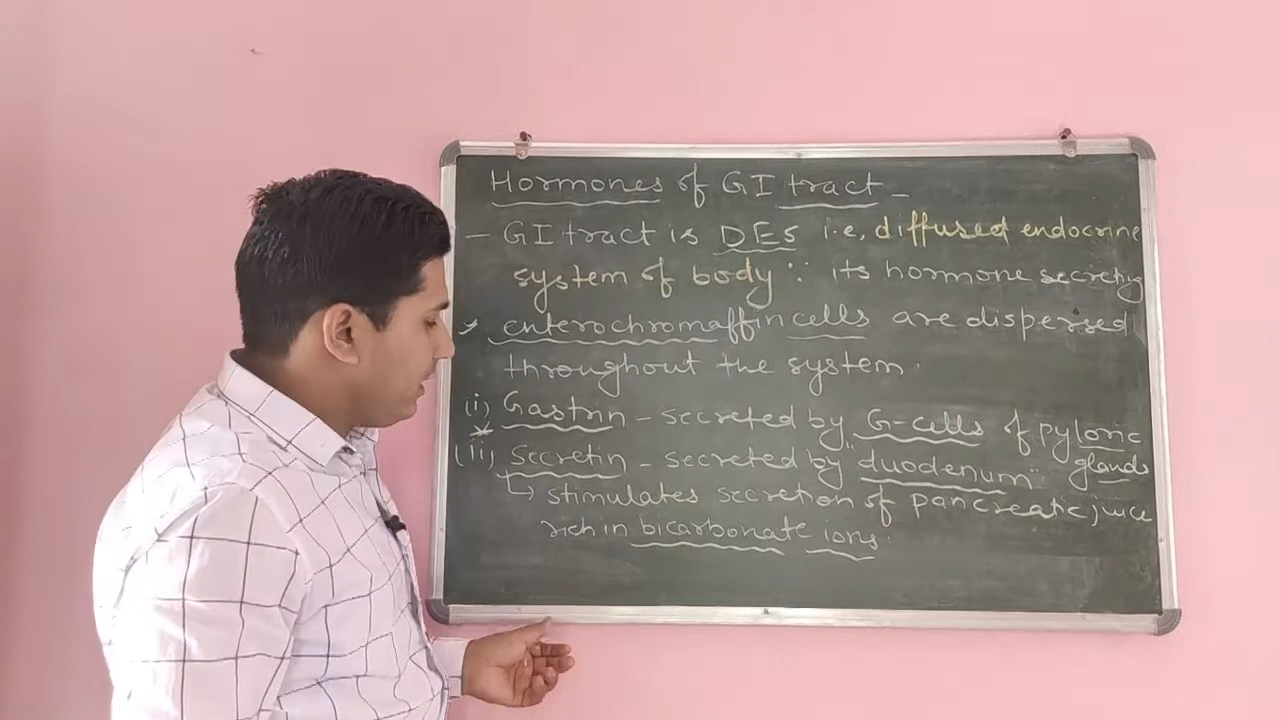 Hormones of GI tract -
- GI tract is DES i.e, diffused endocrine
system of body ∵ its hormone secreting
enterochromaffin cells are dispersed
throughout the system.
(i) Gastrin - secreted by G-cells of pyloric glands
(ii) Secretin - secreted by "duodenum"
↳ stimulates secretion of pancreatic juice
rich in bicarbonate ions.